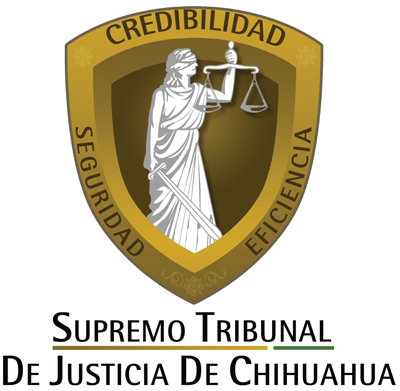 CREDIBILIDAD
SEGURIDAD
EFICIENCIA
SUPREMO TRIBUNAL
DE JUSTICIA DE CHIHUAHUA